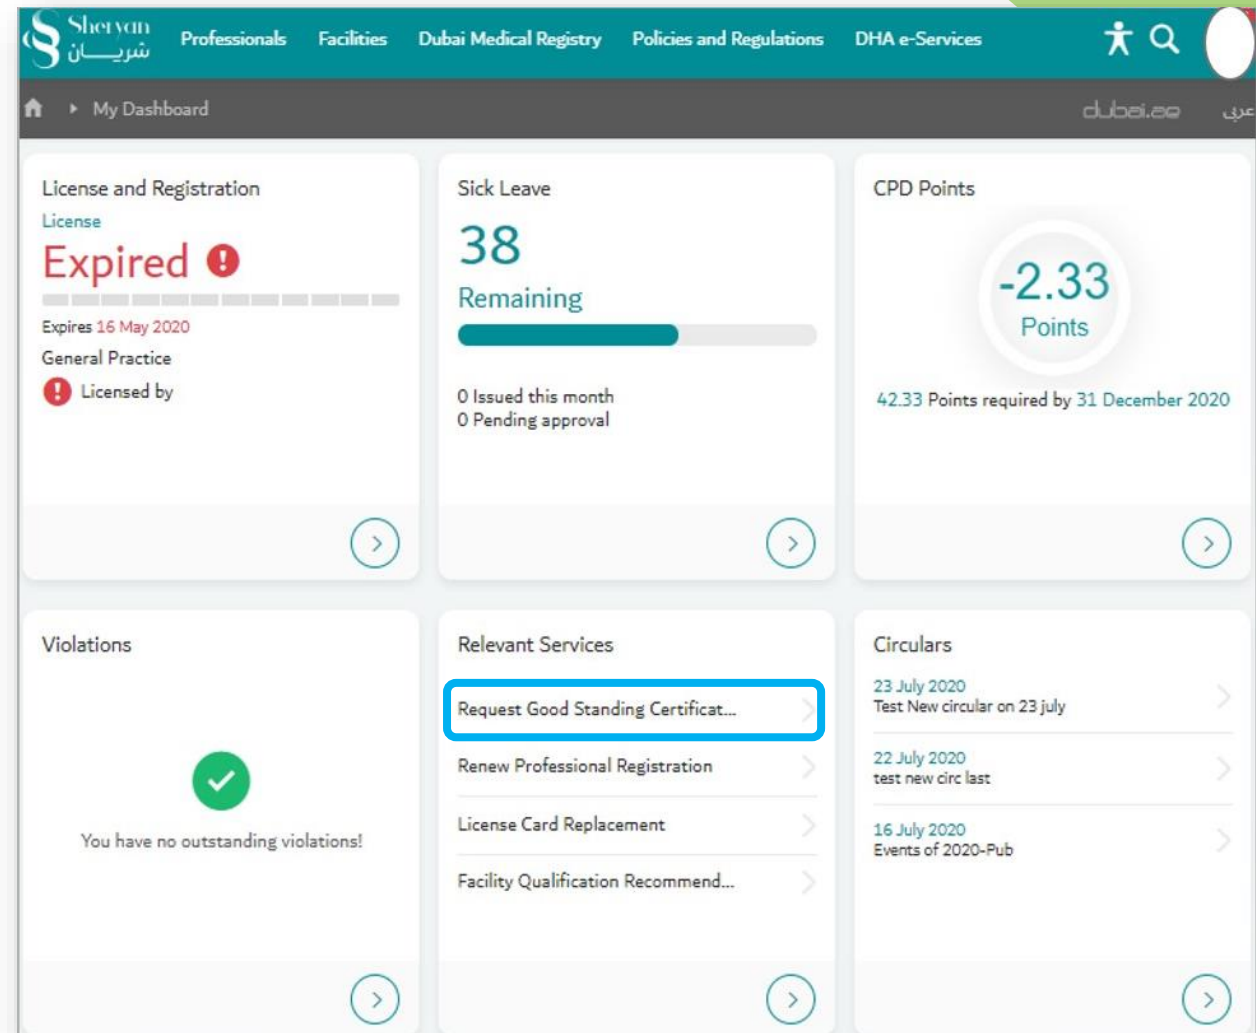 Sheryan
شريـــان
Professionals Facilities Dubai Medical Registry Policies and Regulations DHA e-Services
My Dashboard
dubai.ae
عربي
License and Registration
License
Expired
Expires 16 May 2020
General Practice
Licensed by
Sick Leave
38
Remaining
0 Issued this month
0 Pending approval
CPD Points
-2.33
Points
42.33 Points required by 31 December 2020
Violations
You have no outstanding violations!
Relevant Services
Request Good Standing Certificat...
Renew Professional Registration
License Card Replacement
Facility Qualification Recommend...
Circulars
23 July 2020
Test New circular on 23 july
22 July 2020
test new circ last
16 July 2020
Events of 2020-Pub